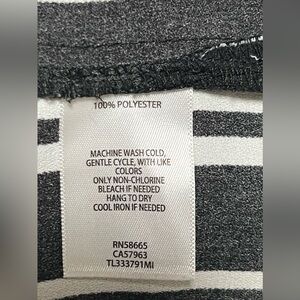 100% POLYESTER
MACHINE WASH COLD,
GENTLE CYCLE, WITH LIKE
COLORS
ONLY NON-CHLORINE
BLEACH IF NEEDED
HANG TO DRY
COOL IRON IF NEEDED
RN58665
CA57963
TL333791MI